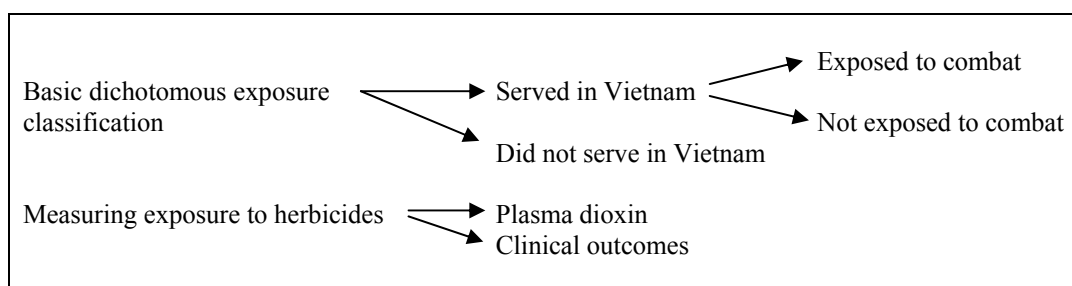 Exposed to combat
Basic dichotomous exposure
classification
Served in Vietnam
Not exposed to combat
Did not serve in Vietnam
Measuring exposure to herbicides
Plasma dioxin
Clinical outcomes